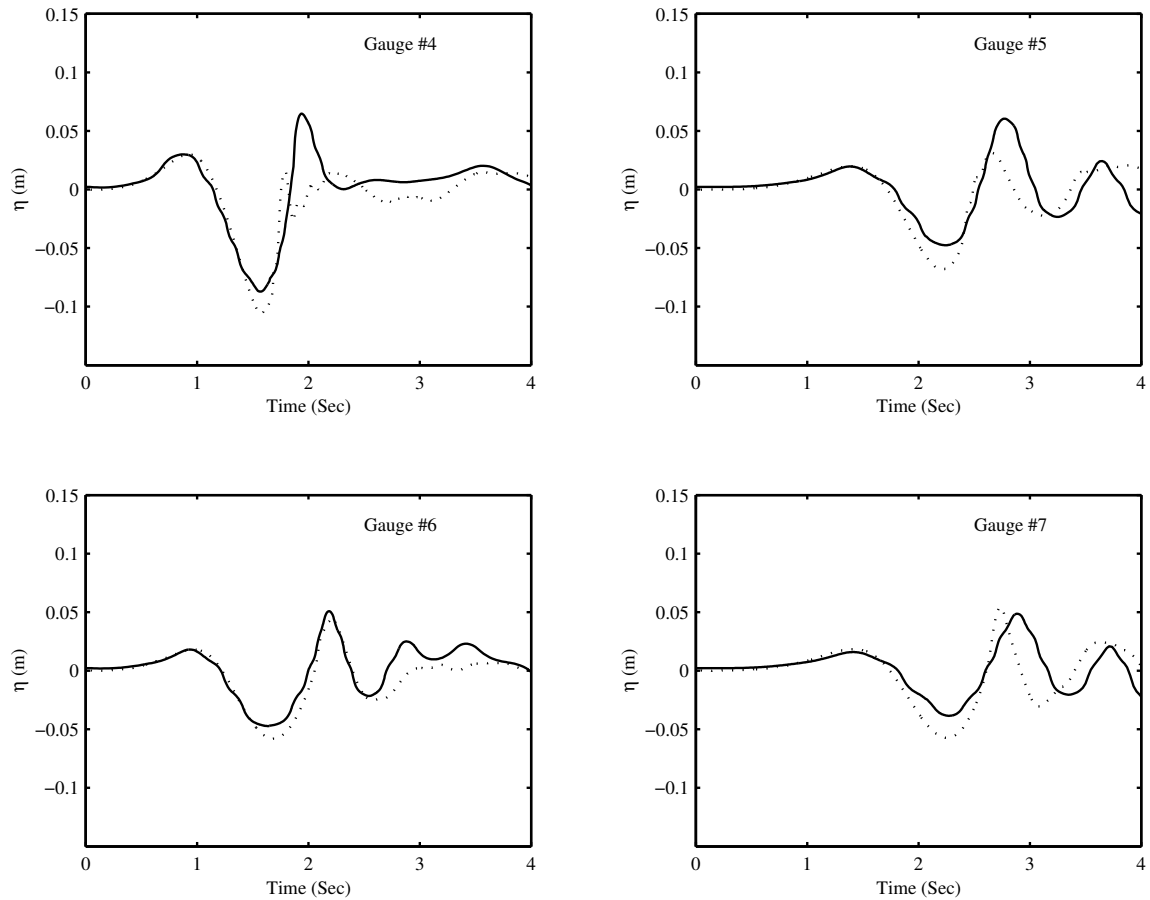 Gauge #4
0.15
0.1
0.05
0
−0.05
−0.1
η (m)
0 1 2 3 4
Time (Sec)
Gauge #5
0.15
0.1
0.05
0
−0.05
−0.1
η (m)
0 1 2 3 4
Time (Sec)
Gauge #6
0.15
0.1
0.05
0
−0.05
−0.1
η (m)
0 1 2 3 4
Time (Sec)
Gauge #7
0.15
0.1
0.05
0
−0.05
−0.1
η (m)
0 1 2 3 4
Time (Sec)